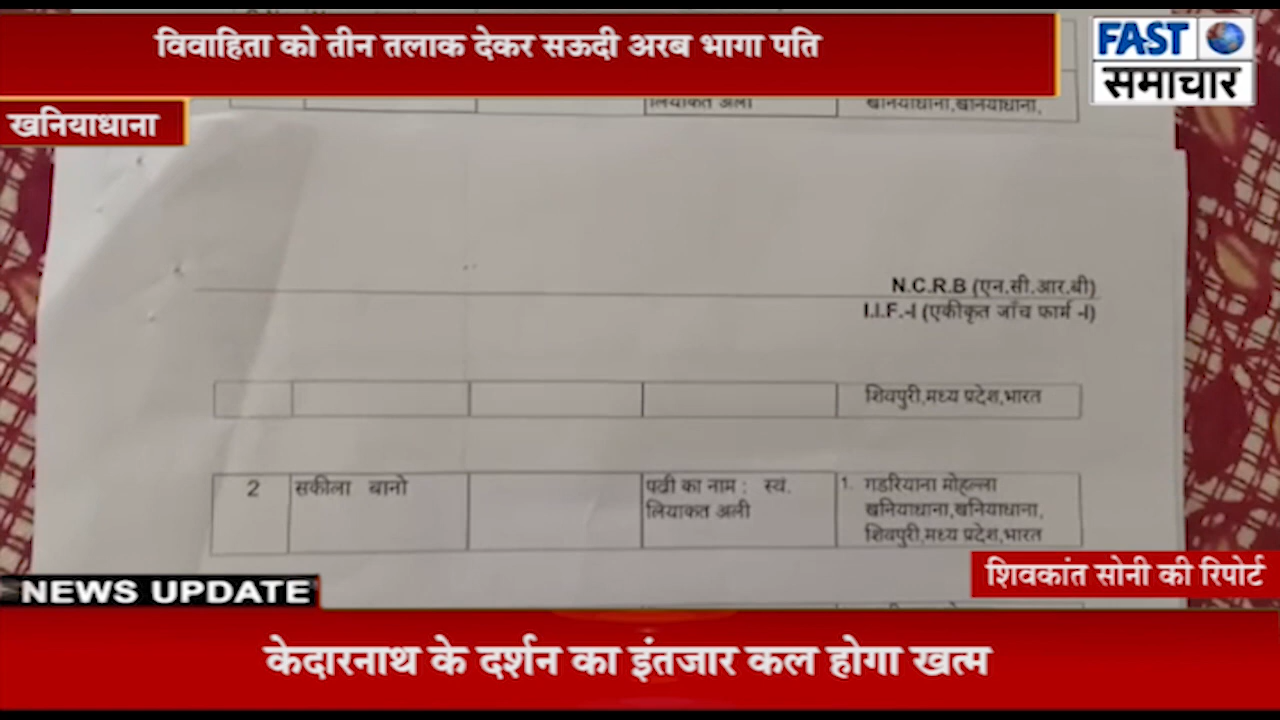 विवाहिता को तीन तलाक देकर सऊदी अरब भागा पति
FAST
समाचार
खनियाधाना
लियाकत अली
खनियाधाना,खनियाधाना,
N.C.R.B (एन.सी.आर.बी)
I.I.F.-I (एकीकृत जाँच फार्म -I)
शिवपुरी,मध्य प्रदेश,भारत
2 सकीला बानो पत्नी का नाम : स्वं. 1. गडरियाना मोहल्ला
लियाकत अली खनियाधाना,खनियाधाना,
शिवपुरी,मध्य प्रदेश,भारत
शिवकांत सोनी की रिपोर्ट
NEWS UPDATE
केदारनाथ के दर्शन का इंतजार कल होगा खत्म